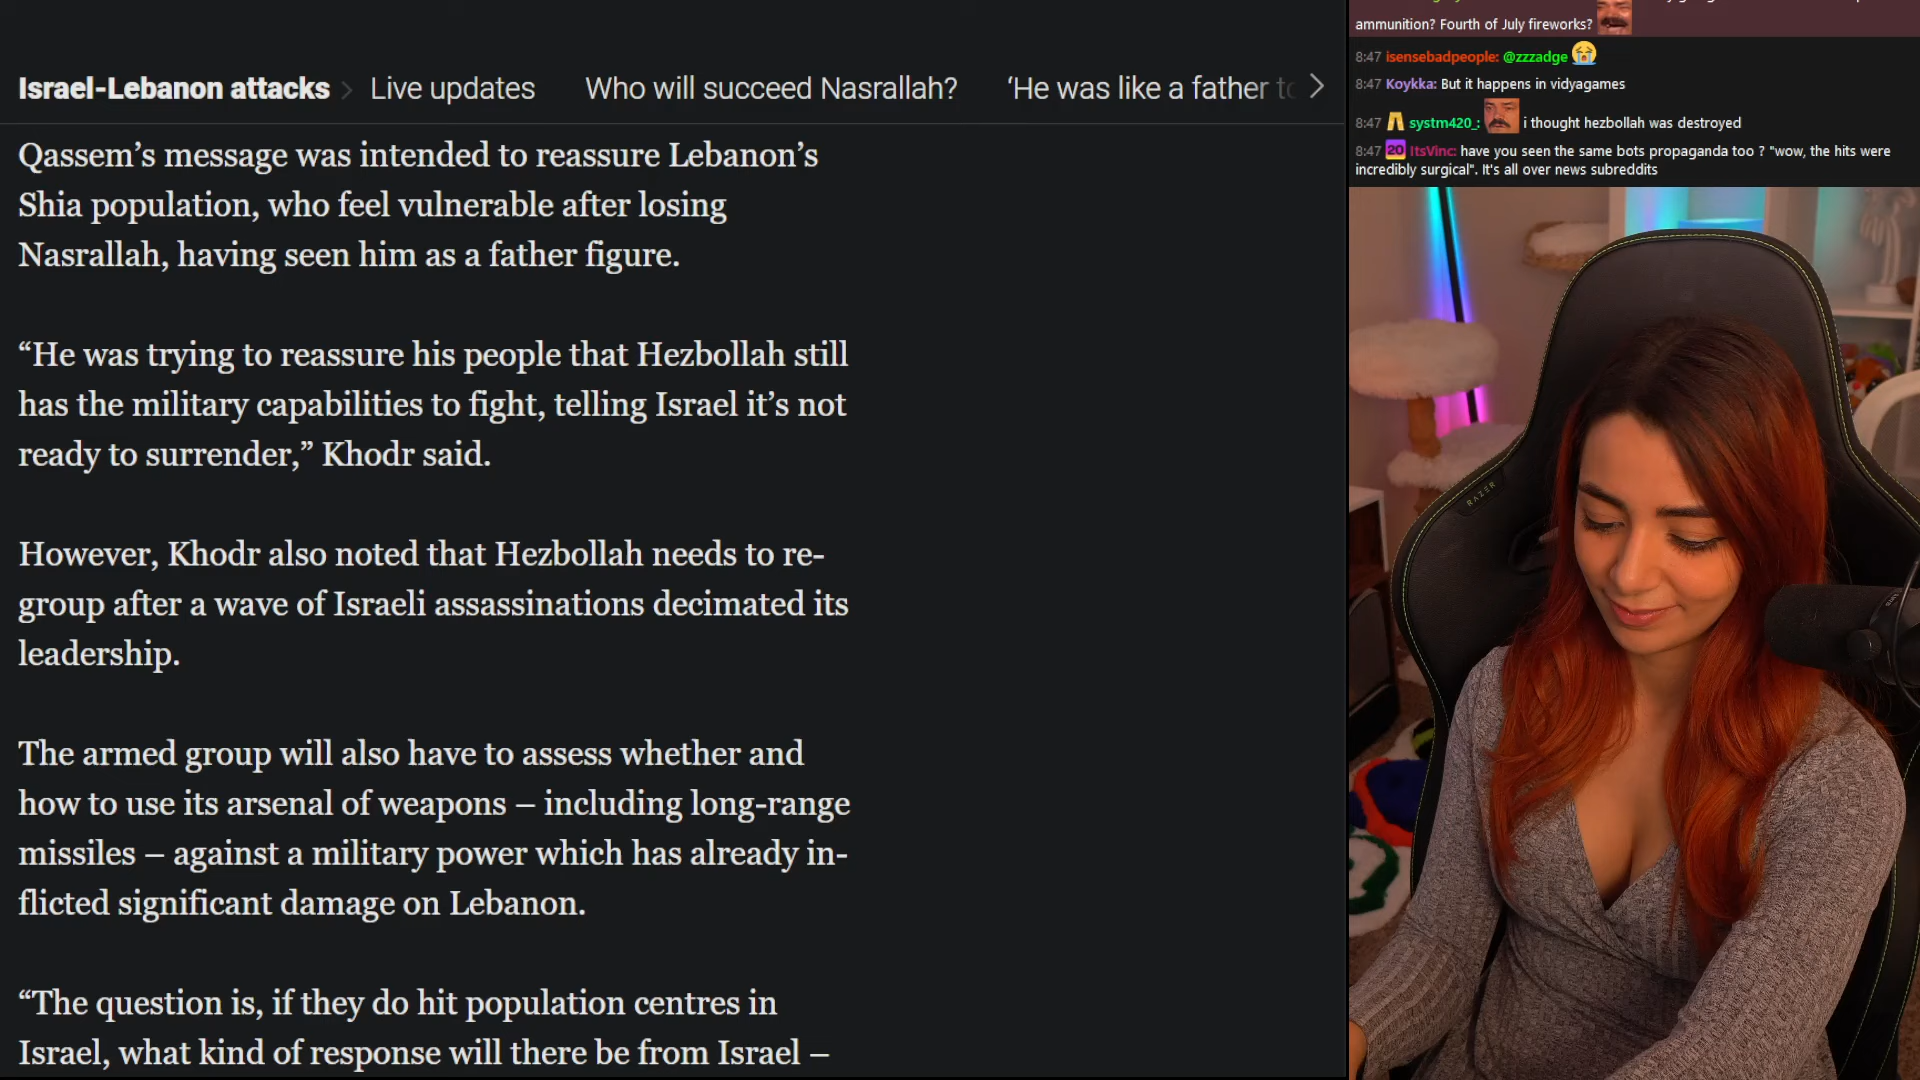 Israel-Lebanon attacks
Live updates
Who will succeed Nasrallah?
‘He was like a father to
Qassem’s message was intended to reassure Lebanon’s
Shia population, who feel vulnerable after losing
Nasrallah, having seen him as a father figure.
“He was trying to reassure his people that Hezbollah still
has the military capabilities to fight, telling Israel it’s not
ready to surrender,” Khodr said.
However, Khodr also noted that Hezbollah needs to re-
group after a wave of Israeli assassinations decimated its
leadership.
The armed group will also have to assess whether and
how to use its arsenal of weapons – including long-range
missiles – against a military power which has already in-
flicted significant damage on Lebanon.
“The question is, if they do hit population centres in
Israel, what kind of response will there be from Israel –
ammunition? Fourth of July fireworks?
8:47 isensebadpeople: @zzzadge
8:47 Koykka: But it happens in vidyagames
8:47 systm420_: i thought hezbollah was destroyed
8:47 20 ItsVinc: have you seen the same bots propaganda too ? "wow, the hits were
incredibly surgical". It's all over news subreddits
RAZER